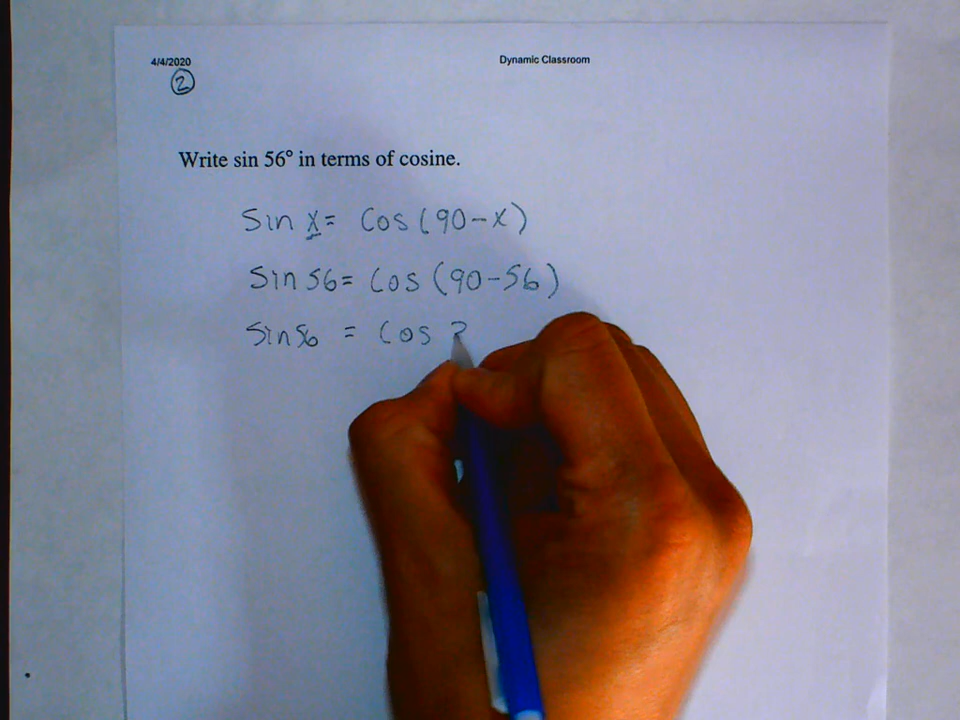 4/4/2020 Dynamic Classroom
2
Write sin 56° in terms of cosine.
Sin x = Cos (90-x)
Sin 56 = Cos (90-56)
Sin 56 = Cos